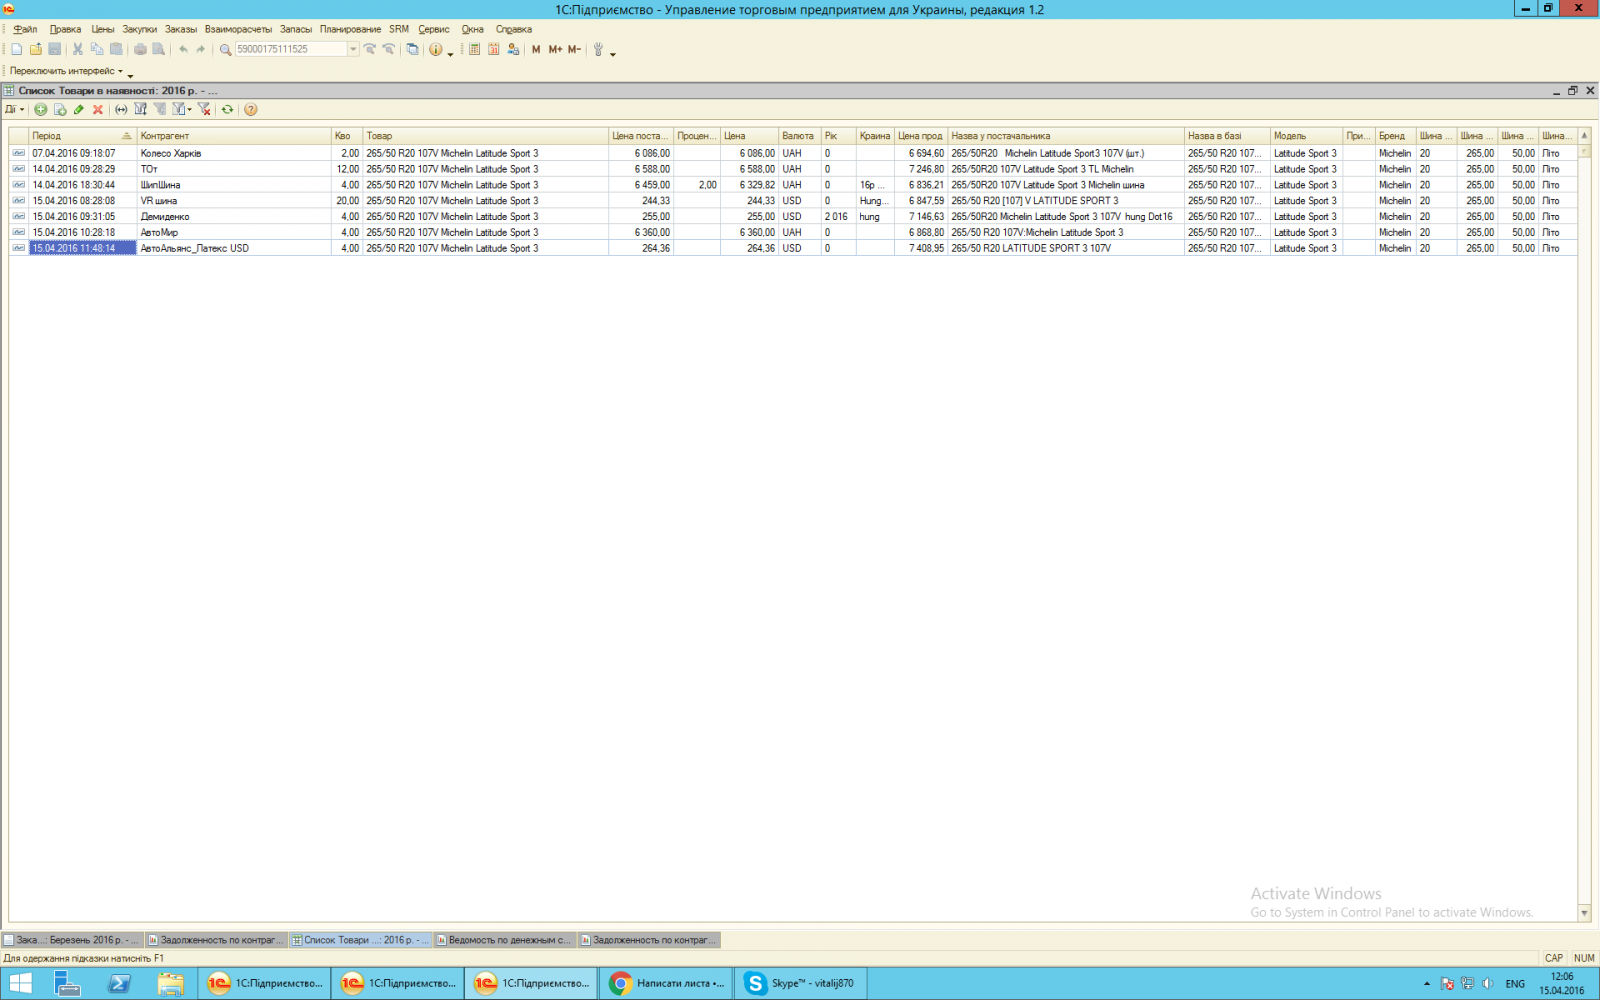 1С:Підприємство - Управление торговым предприятием для Украины, редакция 1.2
Файл Правка Цены Закупки Заказы Взаиморасчеты Запасы Планирование SRM Сервис Окна Справка
59000175111525 M M+ M-
Переключить интерфейс
Список Товари в наявності: 2016 р. - ...
Дії
Період Контрагент Кво Товар Цена поста... Процен... Цена Валюта Рік Краина Цена прод Назва у постачальника Назва в базі Модель При... Бренд Шина ... Шина ... Шина ... Шина...
07.04.2016 09:18:07 Колесо Харків 2,00 265/50 R20 107V Michelin Latitude Sport 3 6 086,00 6 086,00 UAH 0 6 694,60 265/50R20 Michelin Latitude Sport3 107V (шт.) 265/50 R20 107... Latitude Sport 3 Michelin 20 265,00 50,00 Літо
14.04.2016 09:28:29 ТОт 12,00 265/50 R20 107V Michelin Latitude Sport 3 6 588,00 6 588,00 UAH 0 7 246,80 265/50R20 107V Latitude Sport 3 TL Michelin 265/50 R20 107... Latitude Sport 3 Michelin 20 265,00 50,00 Літо
14.04.2016 18:30:44 ШипШина 4,00 265/50 R20 107V Michelin Latitude Sport 3 6 459,00 2,00 6 329,82 UAH 0 16р ... 6 836,21 265/50R20 107V Latitude Sport 3 Michelin шина 265/50 R20 107... Latitude Sport 3 Michelin 20 265,00 50,00 Літо
15.04.2016 08:28:08 VR шина 20,00 265/50 R20 107V Michelin Latitude Sport 3 244,33 244,33 USD 0 Hung... 6 847,59 265/50 R20 [107] V LATITUDE SPORT 3 265/50 R20 107... Latitude Sport 3 Michelin 20 265,00 50,00 Літо
15.04.2016 09:31:05 Демиденко 4,00 265/50 R20 107V Michelin Latitude Sport 3 255,00 255,00 USD 2 016 hung 7 146,63 265/50R20 Michelin Latitude Sport 3 107V hung Dot16 265/50 R20 107... Latitude Sport 3 Michelin 20 265,00 50,00 Літо
15.04.2016 10:28:18 АвтоМир 4,00 265/50 R20 107V Michelin Latitude Sport 3 6 360,00 6 360,00 UAH 0 6 868,80 265/50 R20 107V:Michelin Latitude Sport 3 265/50 R20 107... Latitude Sport 3 Michelin 20 265,00 50,00 Літо
15.04.2016 11:48:14 АвтоАльянс_Патекс USD 4,00 265/50 R20 107V Michelin Latitude Sport 3 264,36 264,36 USD 0 7 408,95 265/50 R20 LATITUDE SPORT 3 107V 265/50 R20 107... Latitude Sport 3 Michelin 20 265,00 50,00 Літо
Activate Windows
Go to System in Control Panel to activate Windows.
Зака...: Березень 2016 р. - ... Задолженность по контраг... Список Товари ...: 2016 р. - ... Ведомость по денежным с... Задолженность по контраг...
Для одержання підказки натисніть F1 CAP NUM
1С:Підприємство... 1С:Підприємство... 1С:Підприємство... Написати листа •... Skype™ - vitalij870 ENG 12:06
15.04.2016